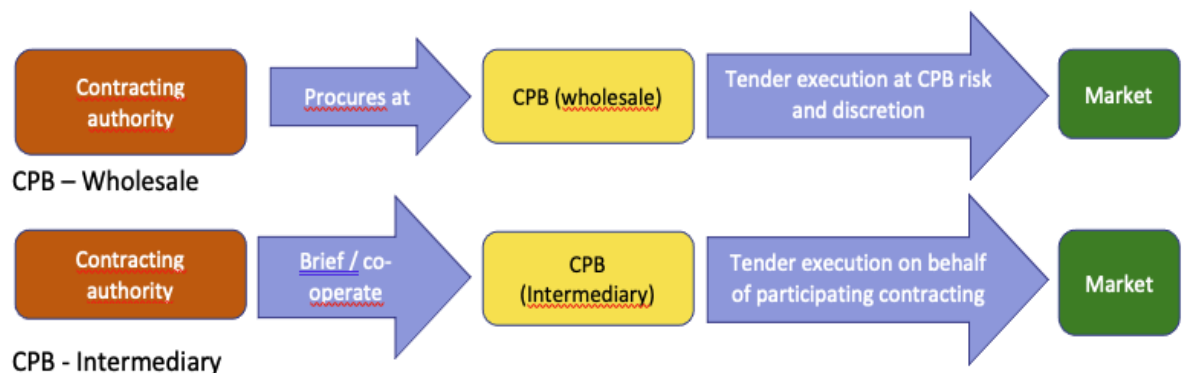 Contracting
authority
Procures at
CPB (wholesale)
Tender execution at CPB risk
and discretion
Market
CPB – Wholesale
Contracting
authority
Brief / co-
operate
CPB
(Intermediary)
Tender execution on behalf
of participating contracting
Market
CPB - Intermediary